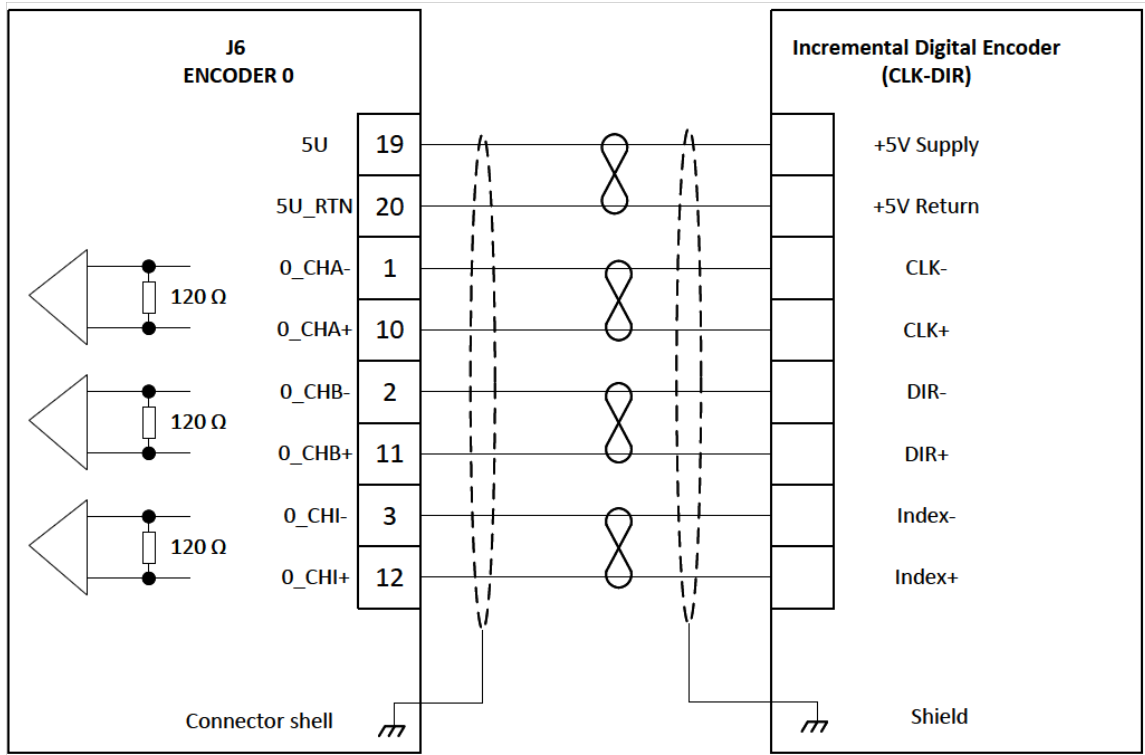 J6
ENCODER 0
Incremental Digital Encoder
(CLK-DIR)
5U 19 +5V Supply
5U_RTN 20 +5V Return
0_CHA- 1 CLK-
120 Ω
0_CHA+ 10 CLK+
0_CHB- 2 DIR-
120 Ω
0_CHB+ 11 DIR+
0_CHI- 3 Index-
120 Ω
0_CHI+ 12 Index+
Connector shell
Shield